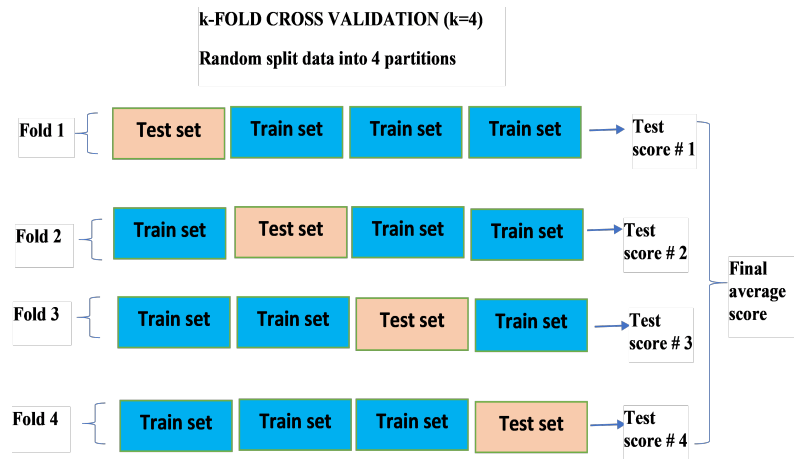 k-FOLD CROSS VALIDATION (k=4)
Random split data into 4 partitions
Fold 1
Test set
Train set
Train set
Train set
Test
score # 1
Fold 2
Train set
Test set
Train set
Train set
Test
score # 2
Fold 3
Train set
Train set
Test set
Train set
Test
score # 3
Fold 4
Train set
Train set
Train set
Test set
Test
score # 4
Final
average
score